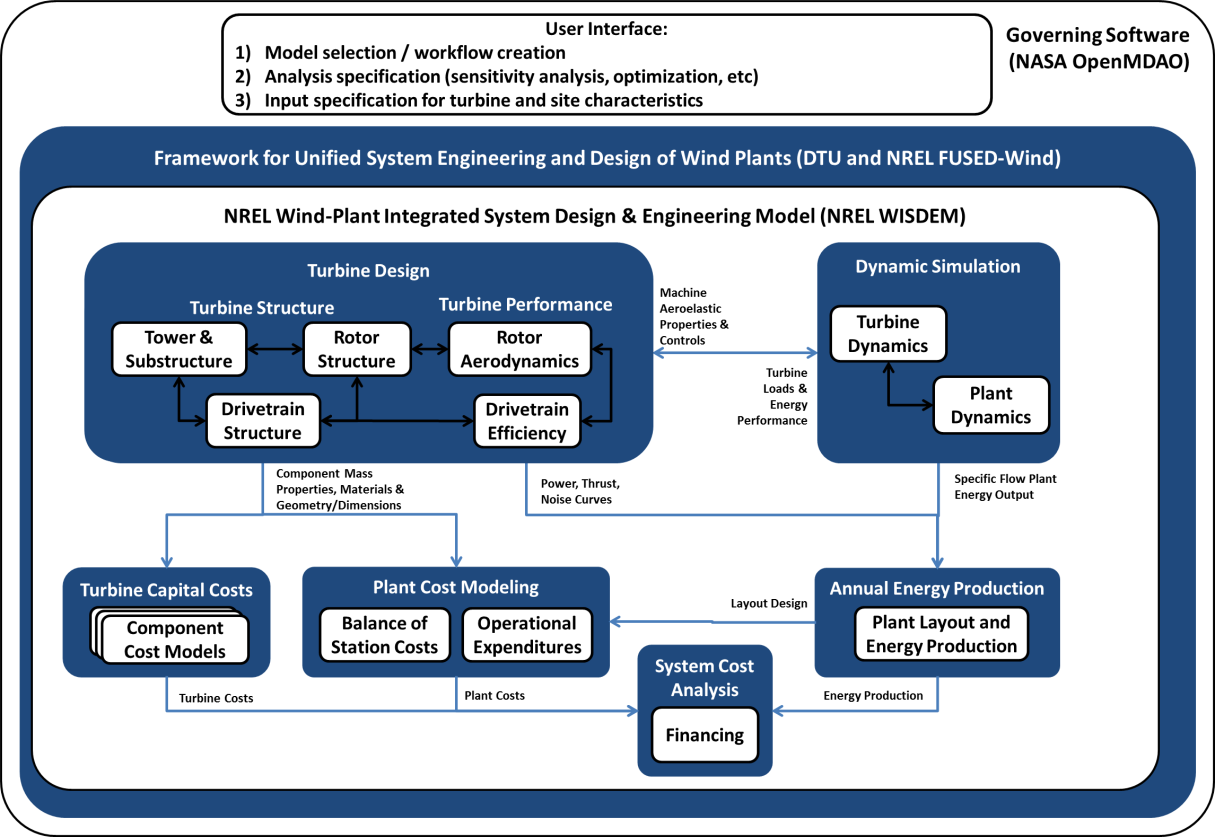 User Interface:
1) Model selection / workflow creation
2) Analysis specification (sensitivity analysis, optimization, etc)
3) Input specification for turbine and site characteristics
Governing Software
(NASA OpenMDAO)
Framework for Unified System Engineering and Design of Wind Plants (DTU and NREL FUSED-Wind)
NREL Wind-Plant Integrated System Design & Engineering Model (NREL WISDEM)
Turbine Design
Turbine Structure
Turbine Performance
Tower &
Substructure
Rotor
Structure
Rotor
Aerodynamics
Drivetrain
Structure
Drivetrain
Efficiency
Machine
Aeroelastic
Properties &
Controls
Turbine
Loads &
Energy
Performance
Dynamic Simulation
Turbine
Dynamics
Plant
Dynamics
Component Mass
Properties, Materials &
Geometry/Dimensions
Power, Thrust,
Noise Curves
Specific Flow Plant
Energy Output
Turbine Capital Costs
Component
Cost Models
Plant Cost Modeling
Balance of
Station Costs
Operational
Expenditures
Layout Design
Annual Energy Production
Plant Layout and
Energy Production
System Cost
Analysis
Financing
Turbine Costs
Plant Costs
Energy Production